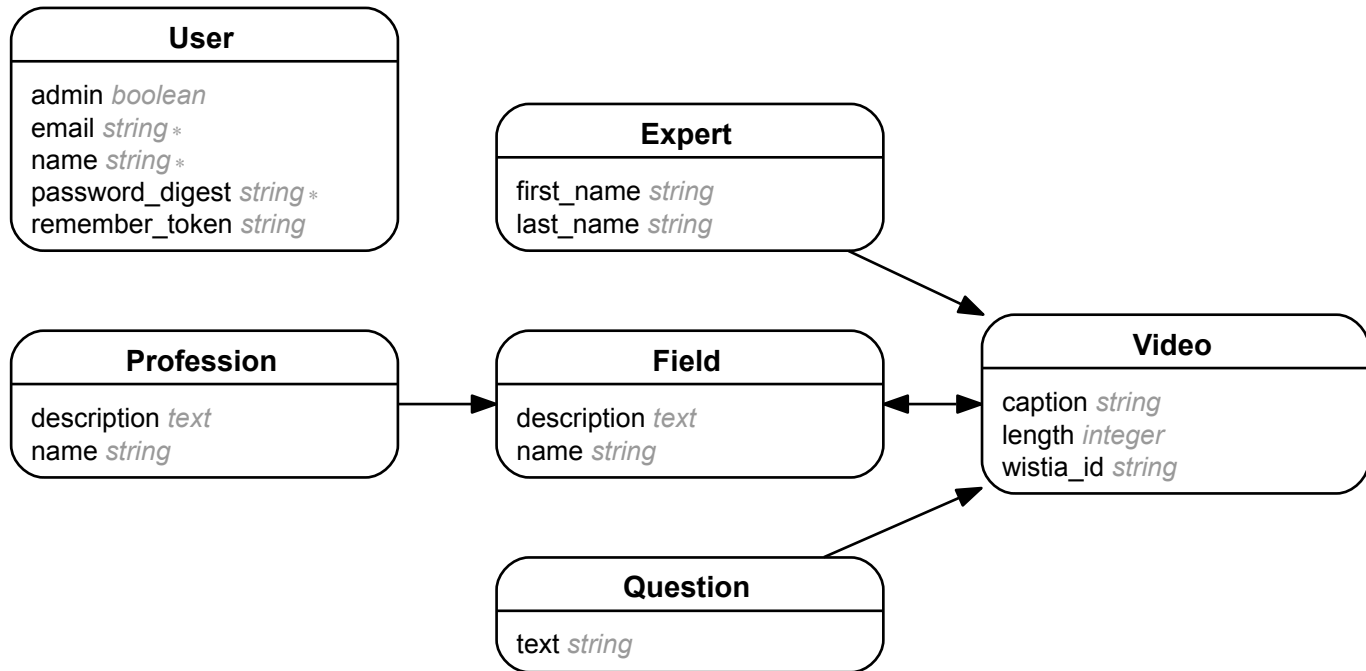 User
admin boolean
email string *
name string *
password_digest string *
remember_token string
Expert
first_name string
last_name string
Profession
description text
name string
Field
description text
name string
Video
caption string
length integer
wistia_id string
Question
text string